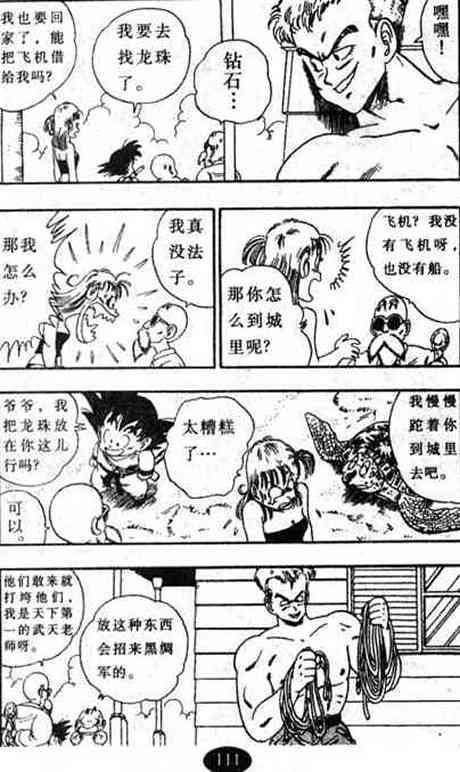 嘿嘿！
钻石…
我要去
找龙珠
了。
我也要回
家了，能
把飞机借
给我吗？
飞机？我没
有飞机呀，
也没有船。
那你怎
么到城
里呢？
我真
没法
子。
那我
怎么
办？
我慢慢
跎着你
到城里
去吧。
太糟糕
了…
爷爷，我
把龙珠放
在你这儿
行吗？
可
以。
放这种东西
会招来黑绸
军的。
他们敢来就
打垮他们，
我是天下第
一的武天老
师呀。
111